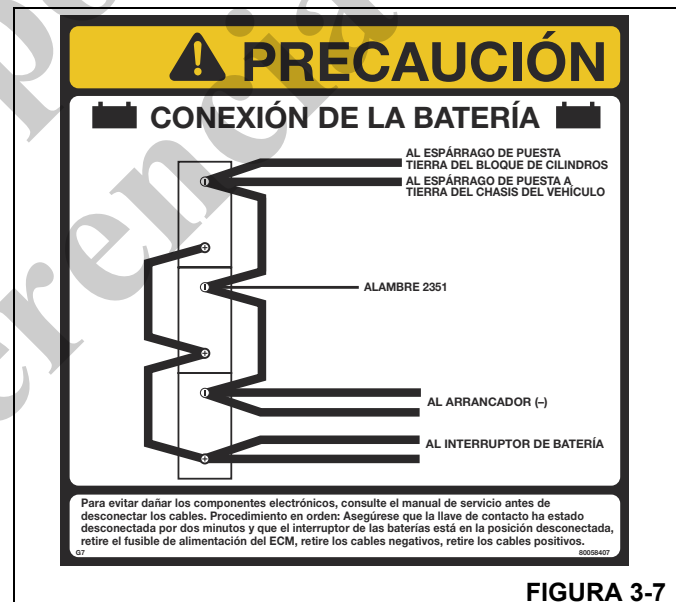 PRECAUCIÓN
CONEXIÓN DE LA BATERÍA
AL ESPÁRRAGO DE PUESTA
TIERRA DEL BLOQUE DE CILINDROS
AL ESPÁRRAGO DE PUESTA A
TIERRA DEL CHASIS DEL VEHÍCULO
ALAMBRE 2351
AL ARRANCADOR (–)
AL INTERRUPTOR DE BATERÍA
Para evitar dañar los componentes electrónicos, consulte el manual de servicio antes de
desconectar los cables. Procedimiento en orden: Asegúrese que la llave de contacto ha estado
desconectada por dos minutos y que el interruptor de las baterías está en la posición desconectada,
retire el fusible de alimentación del ECM, retire los cables negativos, retire los cables positivos.
G7 80058407
FIGURA 3-7